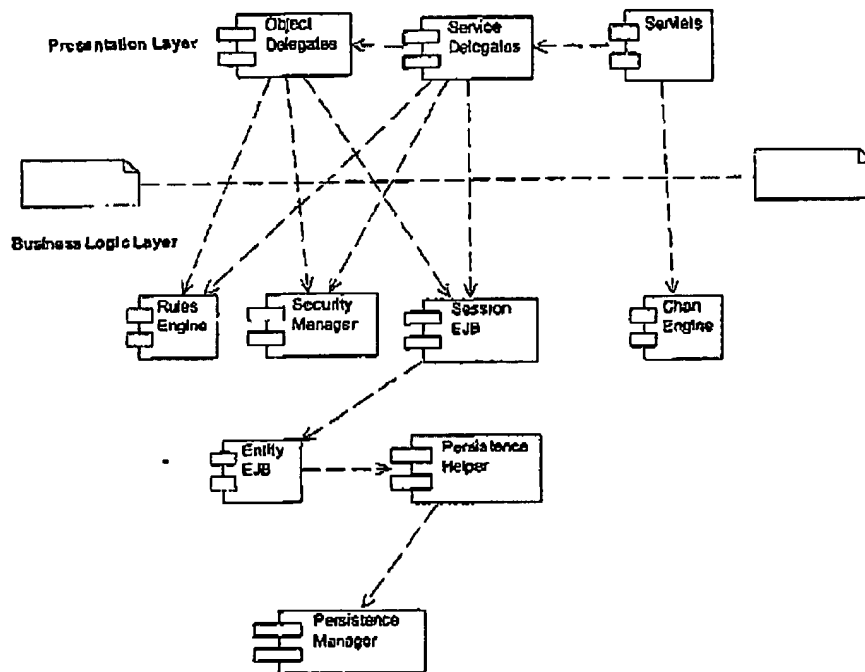 Presentation Layer
Object
Delegates
Service
Delegates
Servlets
Business Logic Layer
Rules
Engine
Security
Manager
Session
EJB
Chart
Engine
Entity
EJB
Persistence
Helper
Persistence
Manager